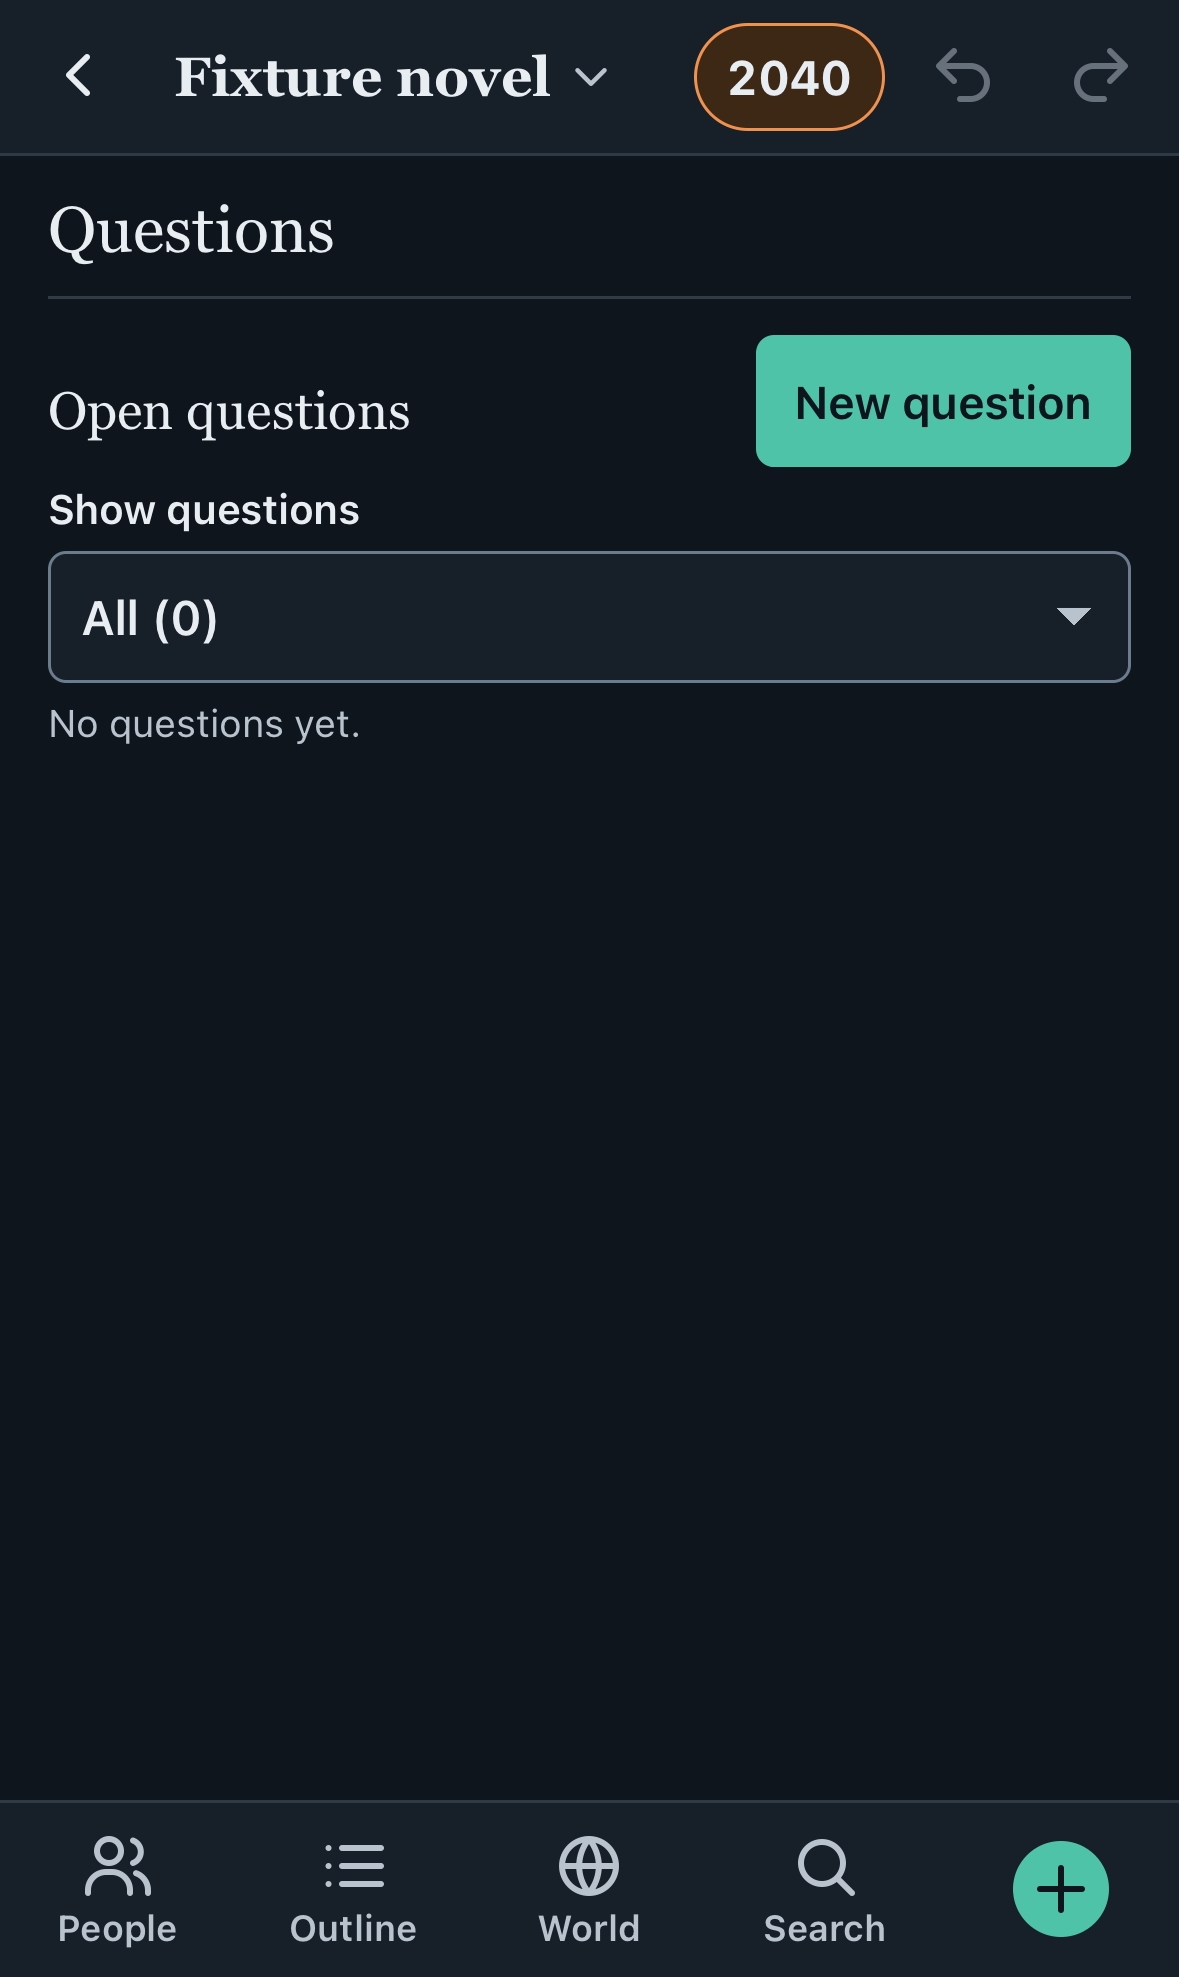 Fixture novel
2040
Questions
Open questions
New question
Show questions
All (0)
No questions yet.
People
Outline
World
Search